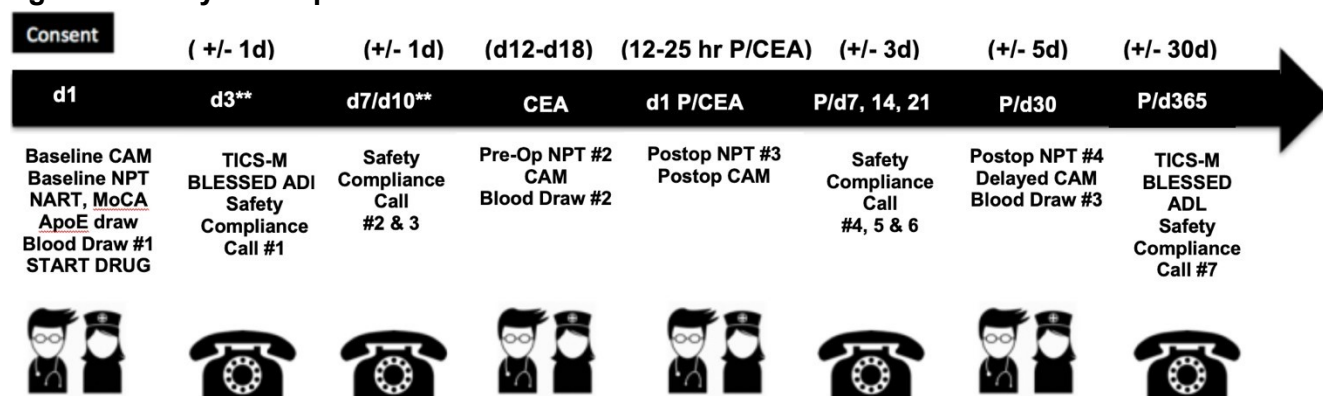 Consent
( +/- 1d)
(+/- 1d)
(d12-d18)
(12-25 hr P/CEA)
(+/- 3d)
(+/- 5d)
(+/- 30d)
d1
d3**
d7/d10**
CEA
d1 P/CEA
P/d7, 14, 21
P/d30
P/d365
Baseline CAM
Baseline NPT
NART, MoCA
ApoE draw
Blood Draw #1
START DRUG
TICS-M
BLESSED ADI
Safety
Compliance
Call #1
Safety
Compliance
Call
#2 & 3
Pre-Op NPT #2
CAM
Blood Draw #2
Postop NPT #3
Postop CAM
Safety
Compliance
Call
#4, 5 & 6
Postop NPT #4
Delayed CAM
Blood Draw #3
TICS-M
BLESSED
ADL
Safety
Compliance
Call #7